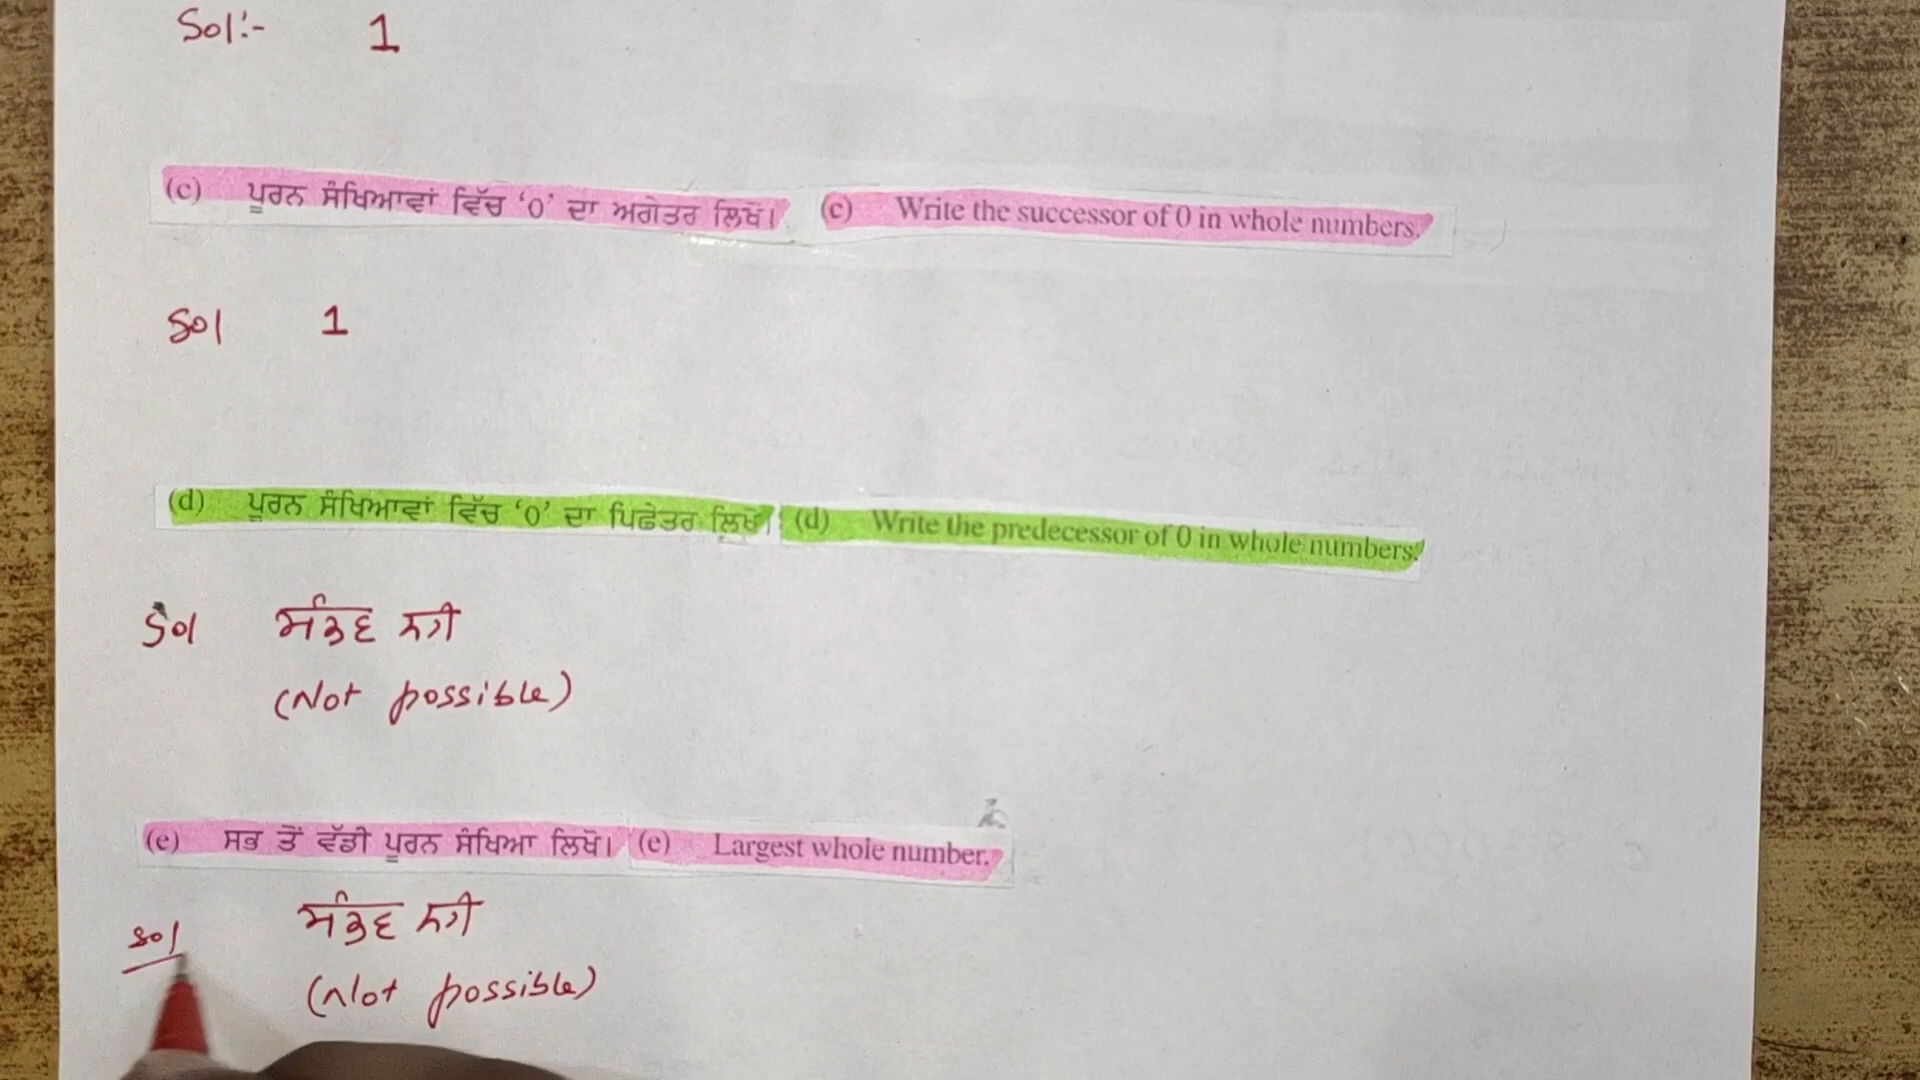 Sol:- 1
(c) ਪੂਰਨ ਸੰਖਿਆਵਾਂ ਵਿੱਚ ‘0’ ਦਾ ਅਗੇਤਰ ਲਿਖੋ। (c) Write the successor of 0 in whole numbers.
Sol 1
(d) ਪੂਰਨ ਸੰਖਿਆਵਾਂ ਵਿੱਚ ‘0’ ਦਾ ਪਿਛੇਤਰ ਲਿਖੋ। (d) Write the predecessor of 0 in whole numbers.
Sol ਸੰਭਵ ਨਹੀ
(Not possible)
(e) ਸਭ ਤੋਂ ਵੱਡੀ ਪੂਰਨ ਸੰਖਿਆ ਲਿਖੋ। (e) Largest whole number.
Sol ਸੰਭਵ ਨਹੀ
(Not possible)